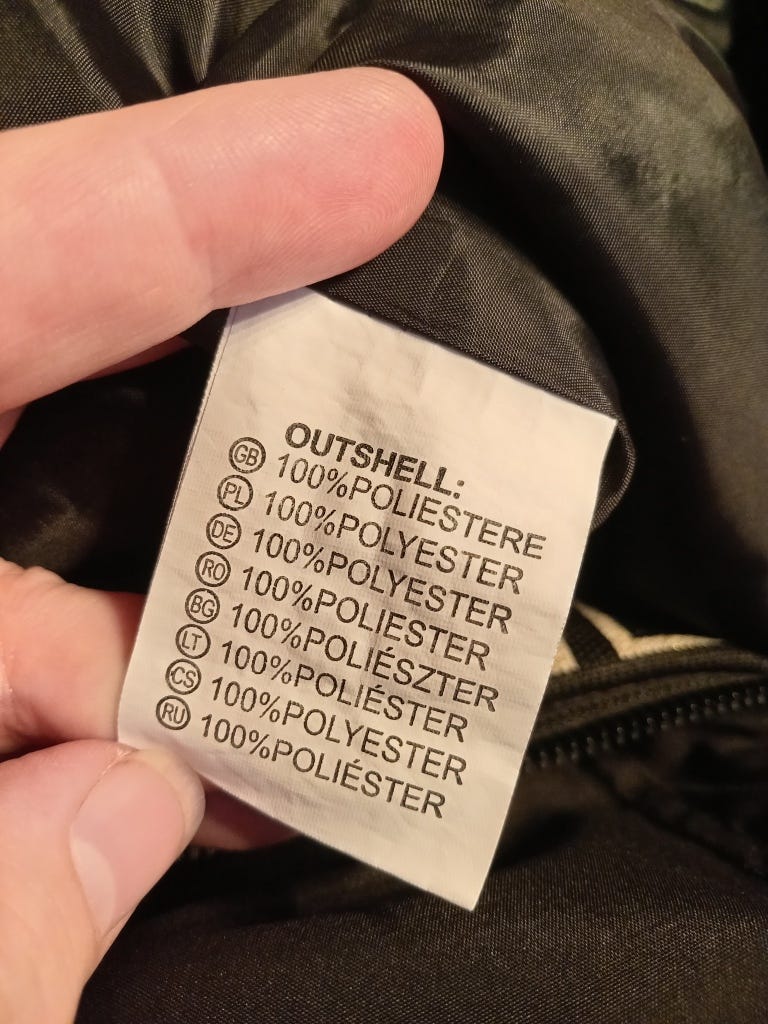 OUTSHELL:
GB 100%POLIESTERE
PL 100%POLYESTER
DE 100%POLYESTER
RO 100%POLIESTER
BG 100%POLIÉSZTER
LT 100%POLIÉSTER
CS 100%POLYESTER
RU 100%POLIÉSTER